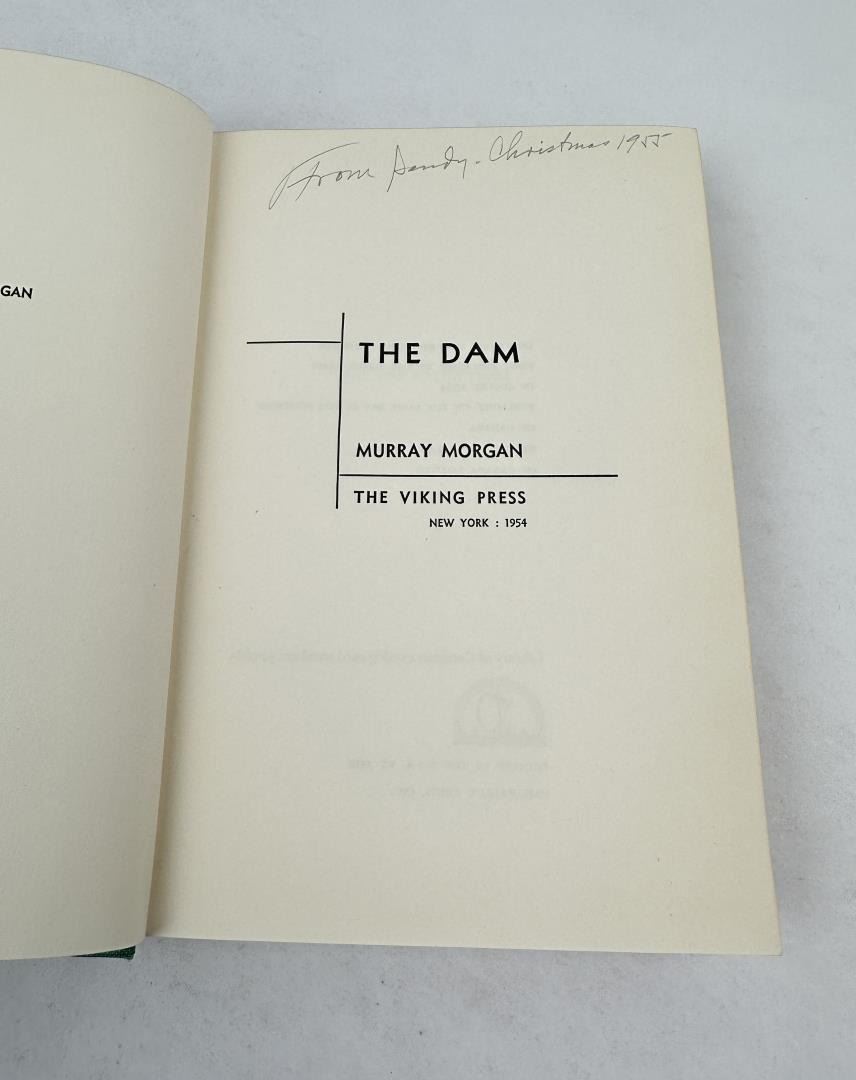 GAN
From Sandy - Christmas 1955
THE DAM
MURRAY MORGAN
THE VIKING PRESS
NEW YORK : 1954